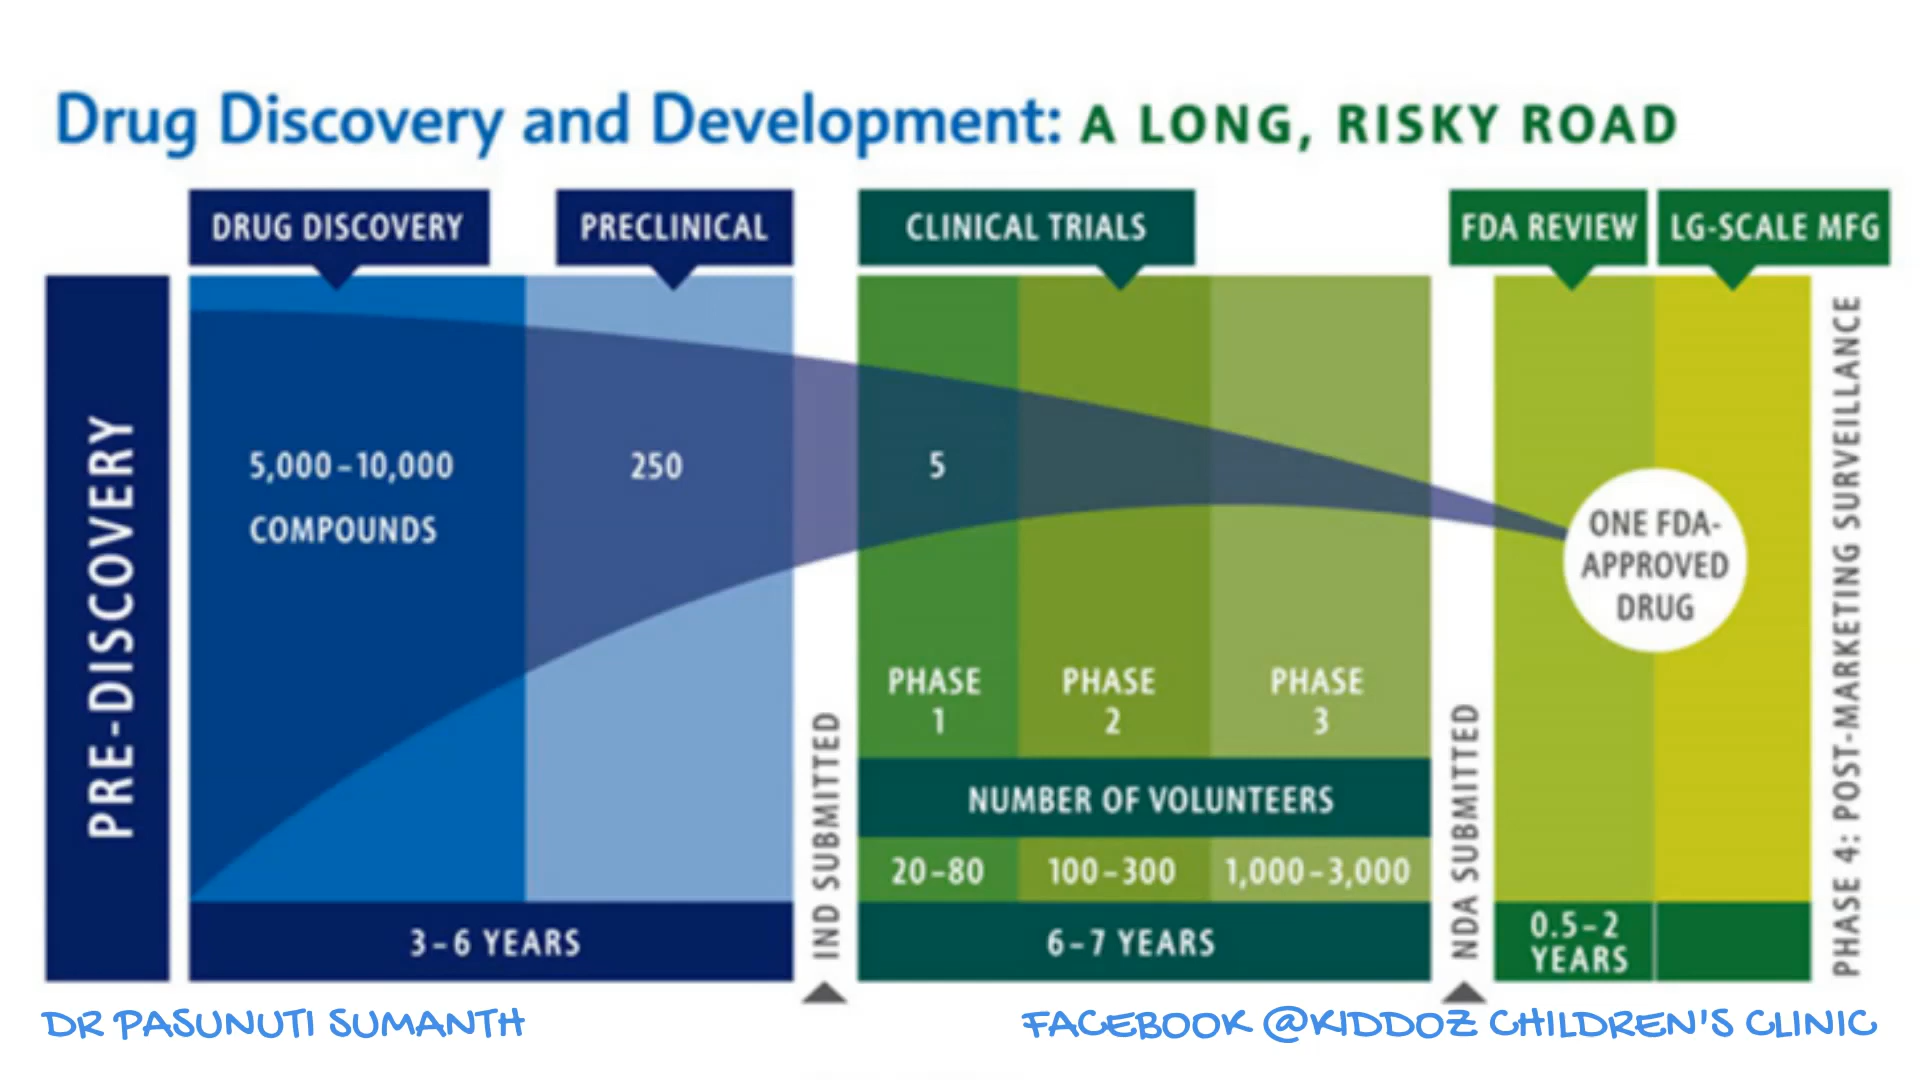 Drug Discovery and Development: A LONG, RISKY ROAD
DRUG DISCOVERY
PRECLINICAL
CLINICAL TRIALS
FDA REVIEW
LG-SCALE MFG
PRE-DISCOVERY
5,000–10,000
COMPOUNDS
250
5
ONE FDA-
APPROVED
DRUG
PHASE
1
PHASE
2
PHASE
3
NUMBER OF VOLUNTEERS
20–80
100–300
1,000–3,000
3–6 YEARS
IND SUBMITTED
6–7 YEARS
NDA SUBMITTED
0.5–2
YEARS
PHASE 4: POST-MARKETING SURVEILLANCE
DR PASUNUTI SUMANTH
FACEBOOK @KIDDOZ CHILDREN'S CLINIC